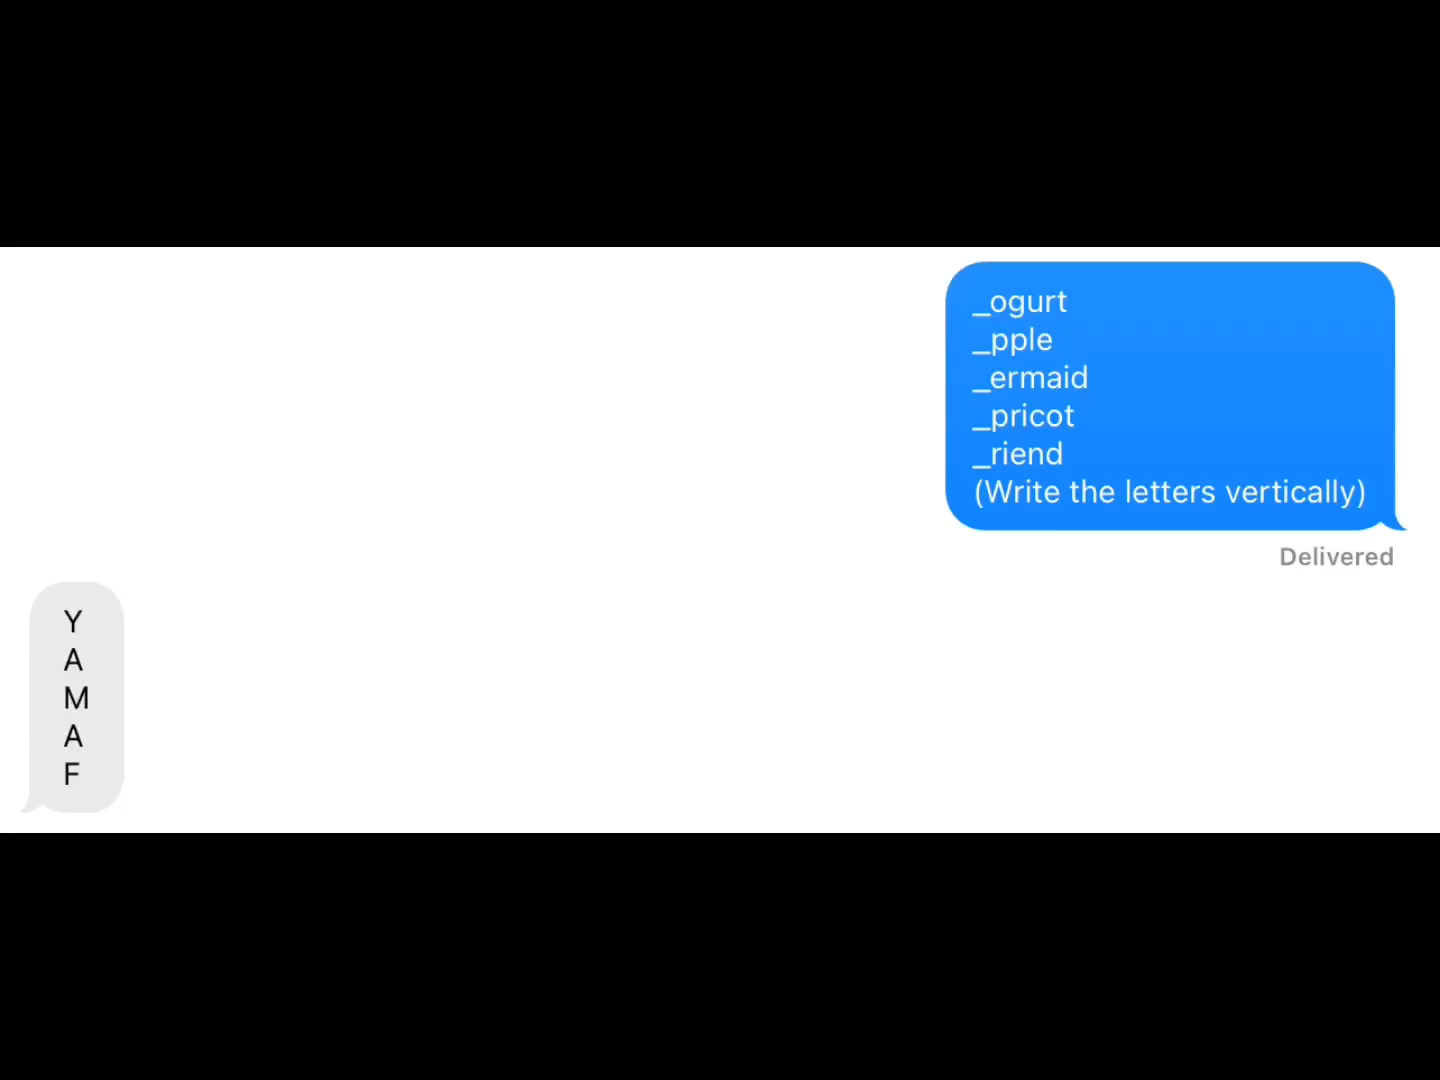 _ogurt
_pple
_ermaid
_pricot
_riend
(Write the letters vertically)
Delivered
Y
A
M
A
F